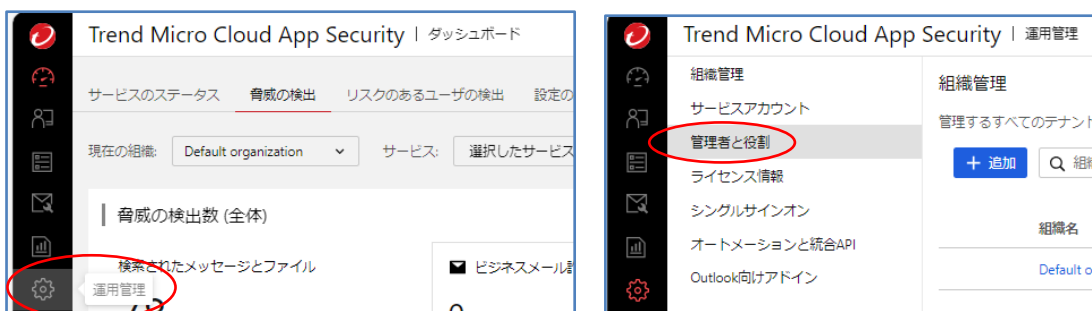 Trend Micro Cloud App Security | ダッシュボード
サービスのステータス 脅威の検出 リスクのあるユーザの検出 設定の
現在の組織: Default organization サービス: 選択したサービス
脅威の検出数 (全体)
検索されたメッセージとファイル ビジネスメール
運用管理
Trend Micro Cloud App Security | 運用管理
組織管理
サービスアカウント
管理者と役割
ライセンス情報
シングルサインオン
オートメーションと統合API
Outlook向けアドイン
組織管理
管理するすべてのテナント
+ 追加
組織名
Default o